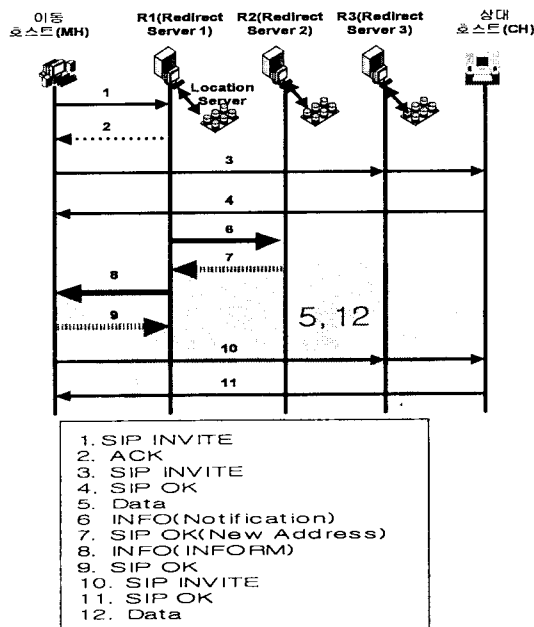 이동
호스트(MH)
R1(Redirect
Server 1)
R2(Redirect
Server 2)
R3(Redirect
Server 3)
상대
호스트(CH)
Location
Server
1
2
3
4
6
7
8
5, 12
9
10
11
1. SIP INVITE
2. ACK
3. SIP INVITE
4. SIP OK
5. Data
6 INFO(Notification)
7. SIP OK(New Address)
8. INFO(INFORM)
9. SIP OK
10. SIP INVITE
11. SIP OK
12. Data